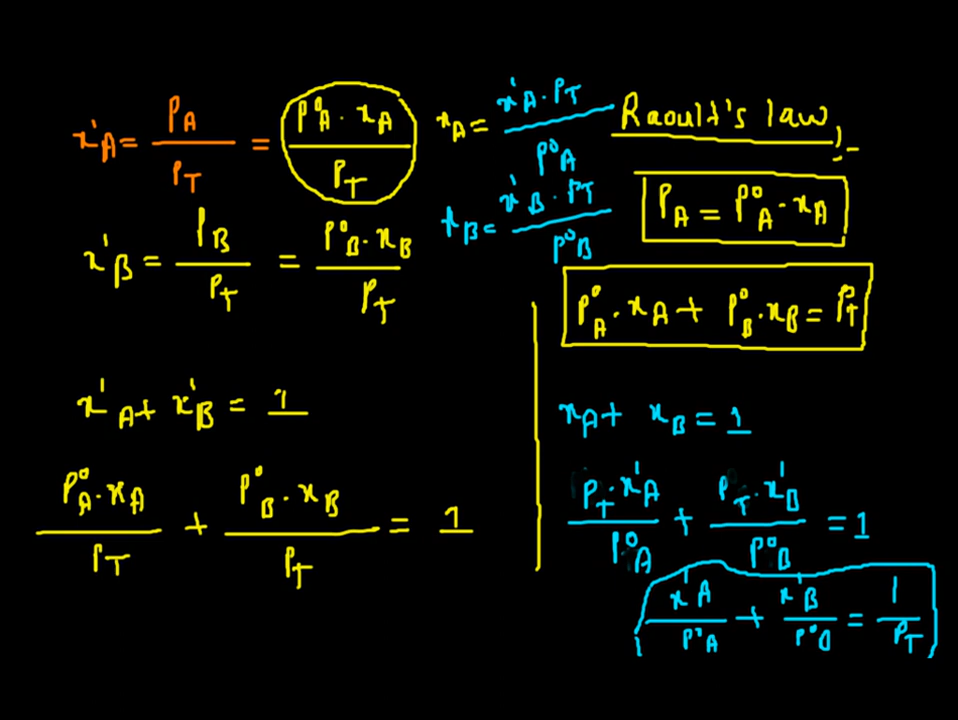 x'A = PA / PT = P°A · xA / PT
xA = x'A · PT / P°A
Raoult's law :-
x'B = PB / PT = P°B · xB / PT
xB = x'B · PT / P°B
PA = P°A · xA
P°A · xA + P°B · xB = P°T
x'A + x'B = 1
P°A · xA / PT + P°B · xB / PT = 1
xA + xB = 1
PT · x'A / P°A + PT · x'B / P°B = 1
x'A / P°A + x'B / P°B = 1 / PT